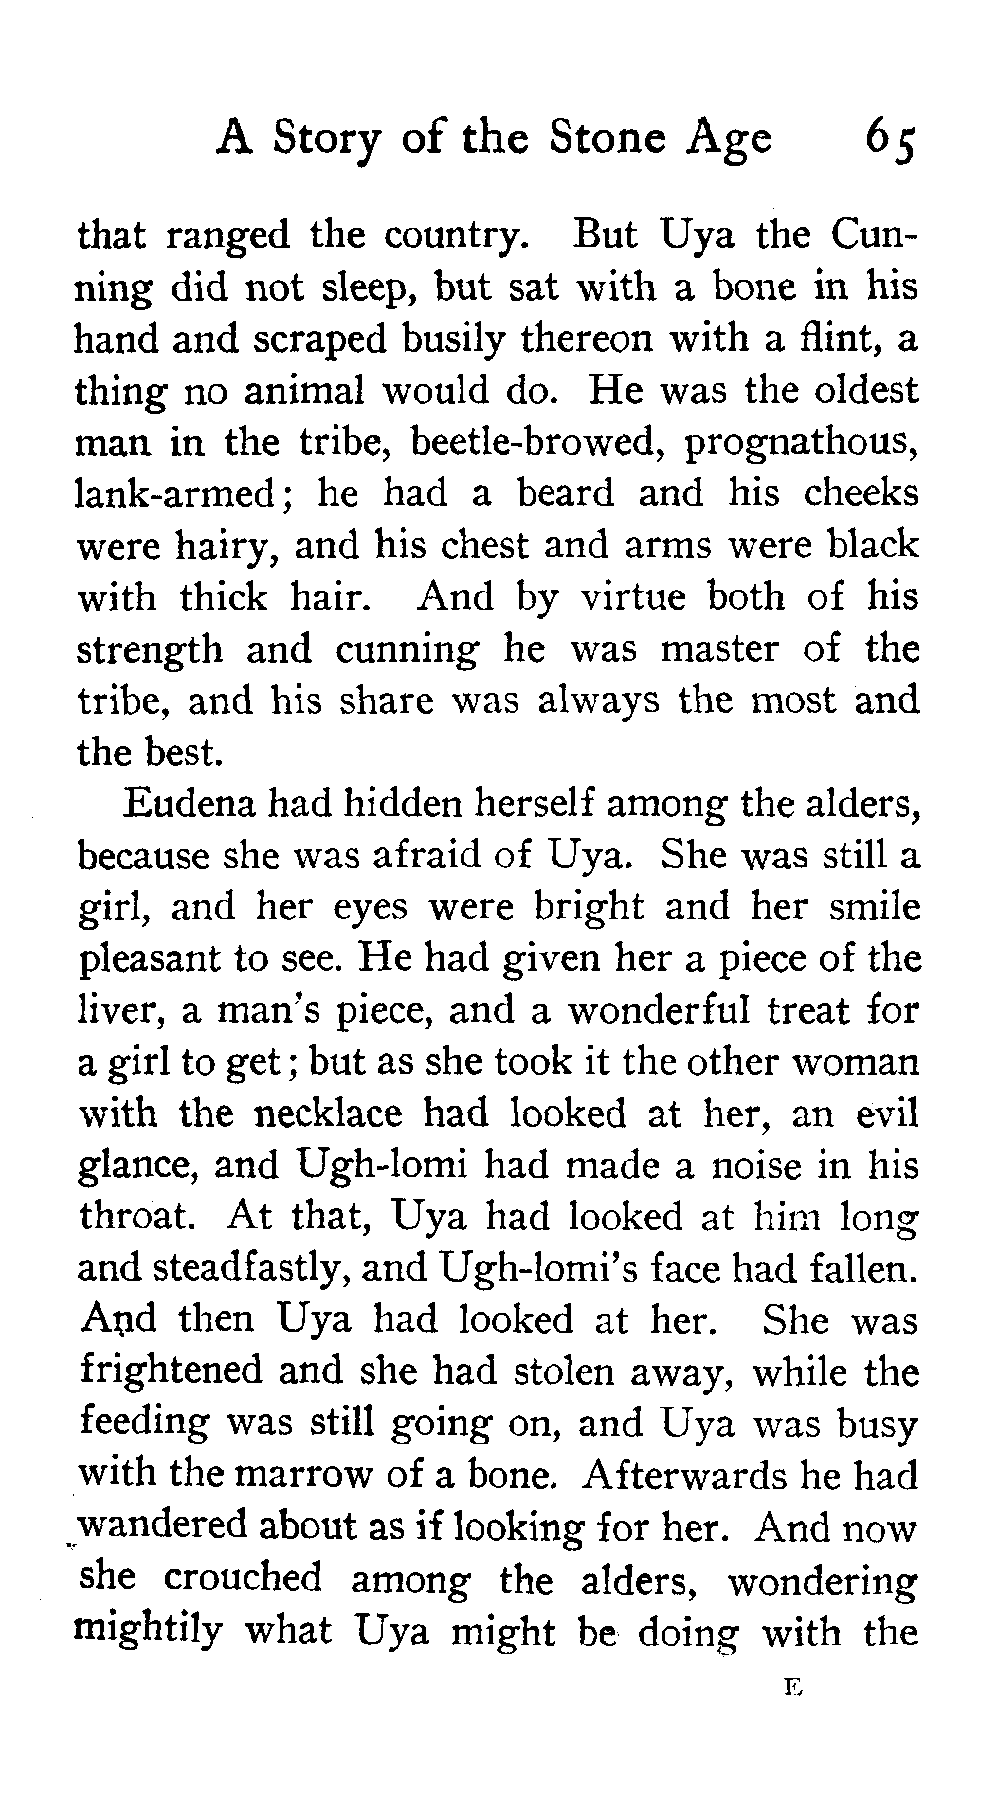 A Story of the Stone Age 65
that ranged the country. But Uya the Cun-
ning did not sleep, but sat with a bone in his
hand and scraped busily thereon with a flint, a
thing no animal would do. He was the oldest
man in the tribe, beetle-browed, prognathous,
lank-armed; he had a beard and his cheeks
were hairy, and his chest and arms were black
with thick hair. And by virtue both of his
strength and cunning he was master of the
tribe, and his share was always the most and
the best.
Eudena had hidden herself among the alders,
because she was afraid of Uya. She was still a
girl, and her eyes were bright and her smile
pleasant to see. He had given her a piece of the
liver, a man's piece, and a wonderful treat for
a girl to get; but as she took it the other woman
with the necklace had looked at her, an evil
glance, and Ugh-lomi had made a noise in his
throat. At that, Uya had looked at him long
and steadfastly, and Ugh-lomi's face had fallen.
And then Uya had looked at her. She was
frightened and she had stolen away, while the
feeding was still going on, and Uya was busy
with the marrow of a bone. Afterwards he had
wandered about as if looking for her. And now
she crouched among the alders, wondering
mightily what Uya might be doing with the
E